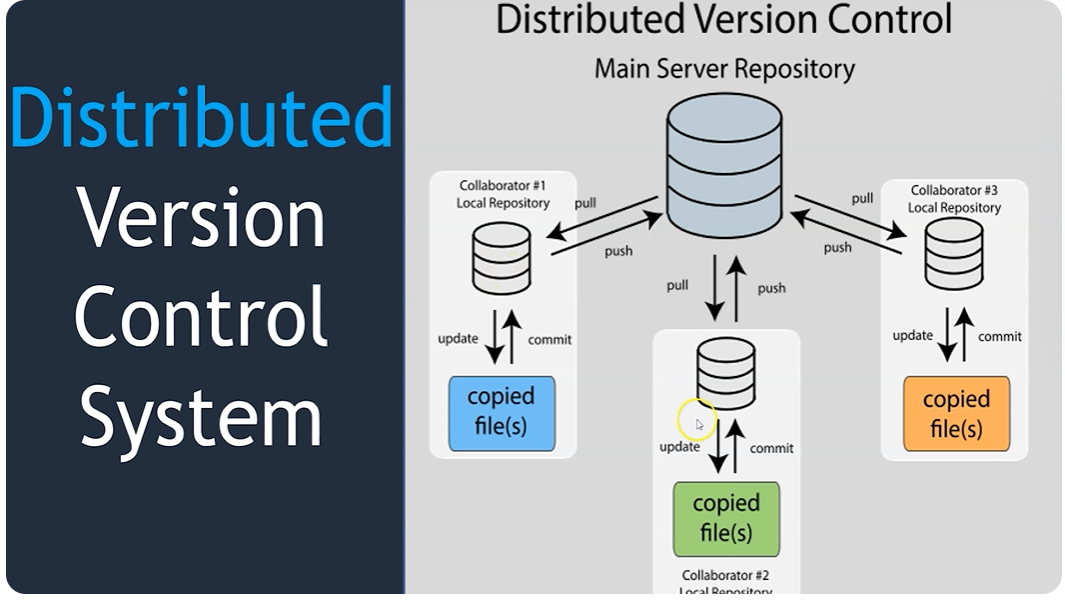 Distributed
Version
Control
System
Distributed Version Control
Main Server Repository
Collaborator #1
Local Repository
pull
push
update
commit
copied
file(s)
pull
push
update
commit
copied
file(s)
Collaborator #2
Local Repository
Collaborator #3
Local Repository
pull
push
update
commit
copied
file(s)